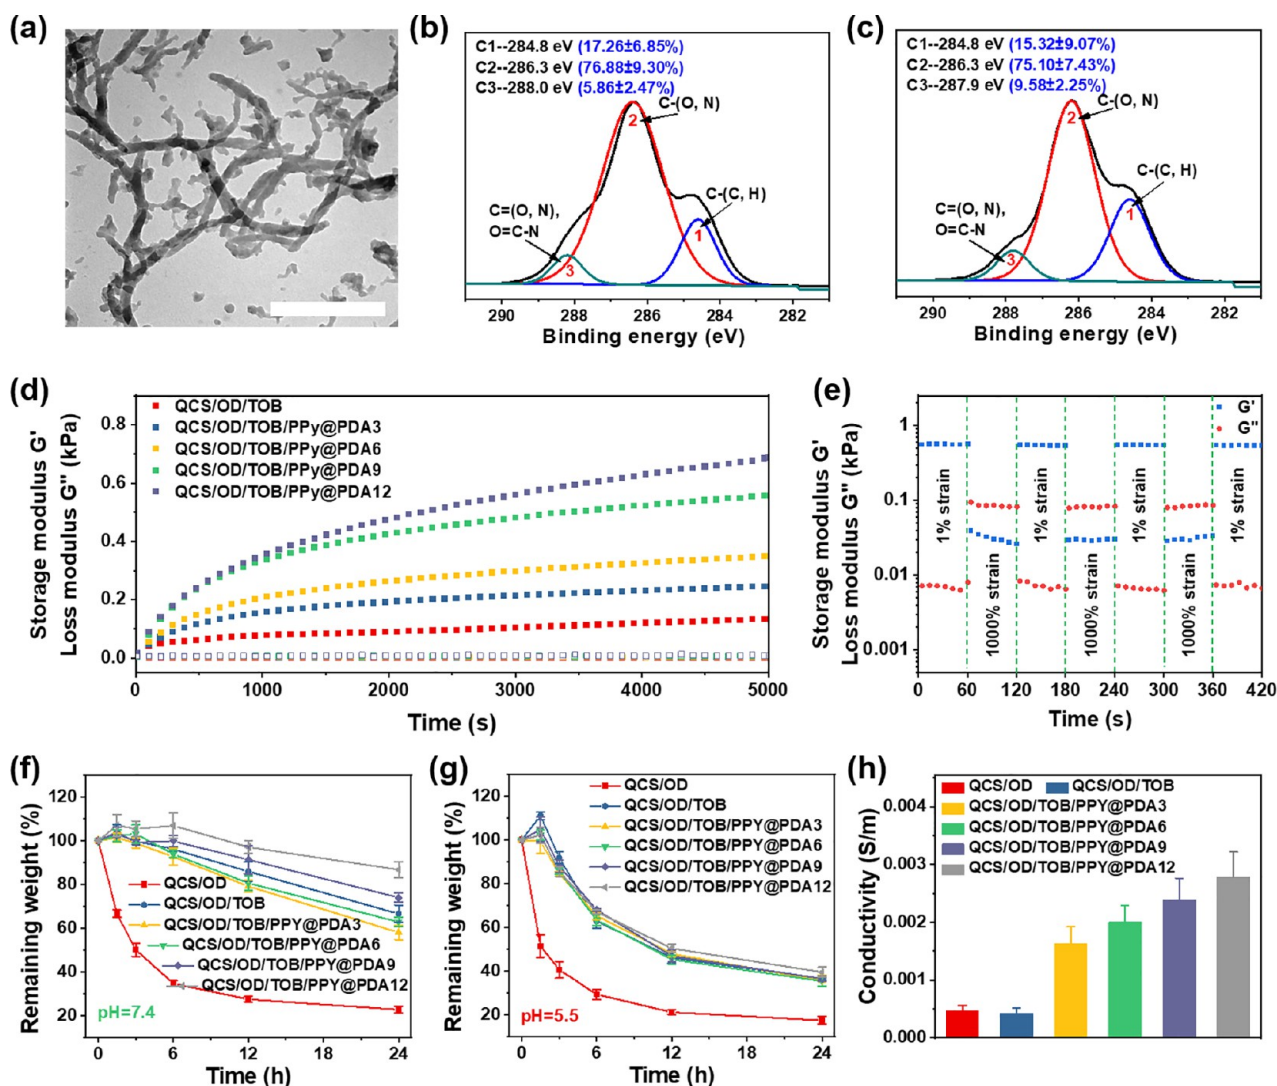 (a)
(b)
C1--284.8 eV (17.26±6.85%)
C2--286.3 eV (76.88±9.30%)
C3--288.0 eV (5.86±2.47%)
C-(O, N)
2
C-(C, H)
C=(O, N),
O=C-N
1
3
290 288 286 284 282
Binding energy (eV)
(c)
C1--284.8 eV (15.32±9.07%)
C2--286.3 eV (75.10±7.43%)
C3--287.9 eV (9.58±2.25%)
C-(O, N)
2
C-(C, H)
C=(O, N),
O=C-N
1
3
290 288 286 284 282
Binding energy (eV)
(d)
Storage modulus G'
Loss modulus G" (kPa)
0.8
0.6
0.4
0.2
0.0
QCS/OD/TOB
QCS/OD/TOB/PPy@PDA3
QCS/OD/TOB/PPy@PDA6
QCS/OD/TOB/PPy@PDA9
QCS/OD/TOB/PPy@PDA12
0 1000 2000 3000 4000 5000
Time (s)
(e)
Storage modulus G'
Loss modulus G" (kPa)
1
0.1
0.01
0.001
G'
G"
1% strain
1000% strain
1% strain
1000% strain
1% strain
1000% strain
1% strain
0 60 120 180 240 300 360 420
Time (s)
(f)
Remaining weight (%)
120
100
80
60
40
20
QCS/OD
QCS/OD/TOB
QCS/OD/TOB/PPY@PDA3
QCS/OD/TOB/PPY@PDA6
QCS/OD/TOB/PPY@PDA9
QCS/OD/TOB/PPY@PDA12
pH=7.4
0 6 12 18 24
Time (h)
(g)
Remaining weight (%)
120
100
80
60
40
20
QCS/OD
QCS/OD/TOB
QCS/OD/TOB/PPY@PDA3
QCS/OD/TOB/PPY@PDA6
QCS/OD/TOB/PPY@PDA9
QCS/OD/TOB/PPY@PDA12
pH=5.5
0 6 12 18 24
Time (h)
(h)
Conductivity (S/m)
0.004
0.003
0.002
0.001
0.000
QCS/OD QCS/OD/TOB
QCS/OD/TOB/PPY@PDA3
QCS/OD/TOB/PPY@PDA6
QCS/OD/TOB/PPY@PDA9
QCS/OD/TOB/PPY@PDA12